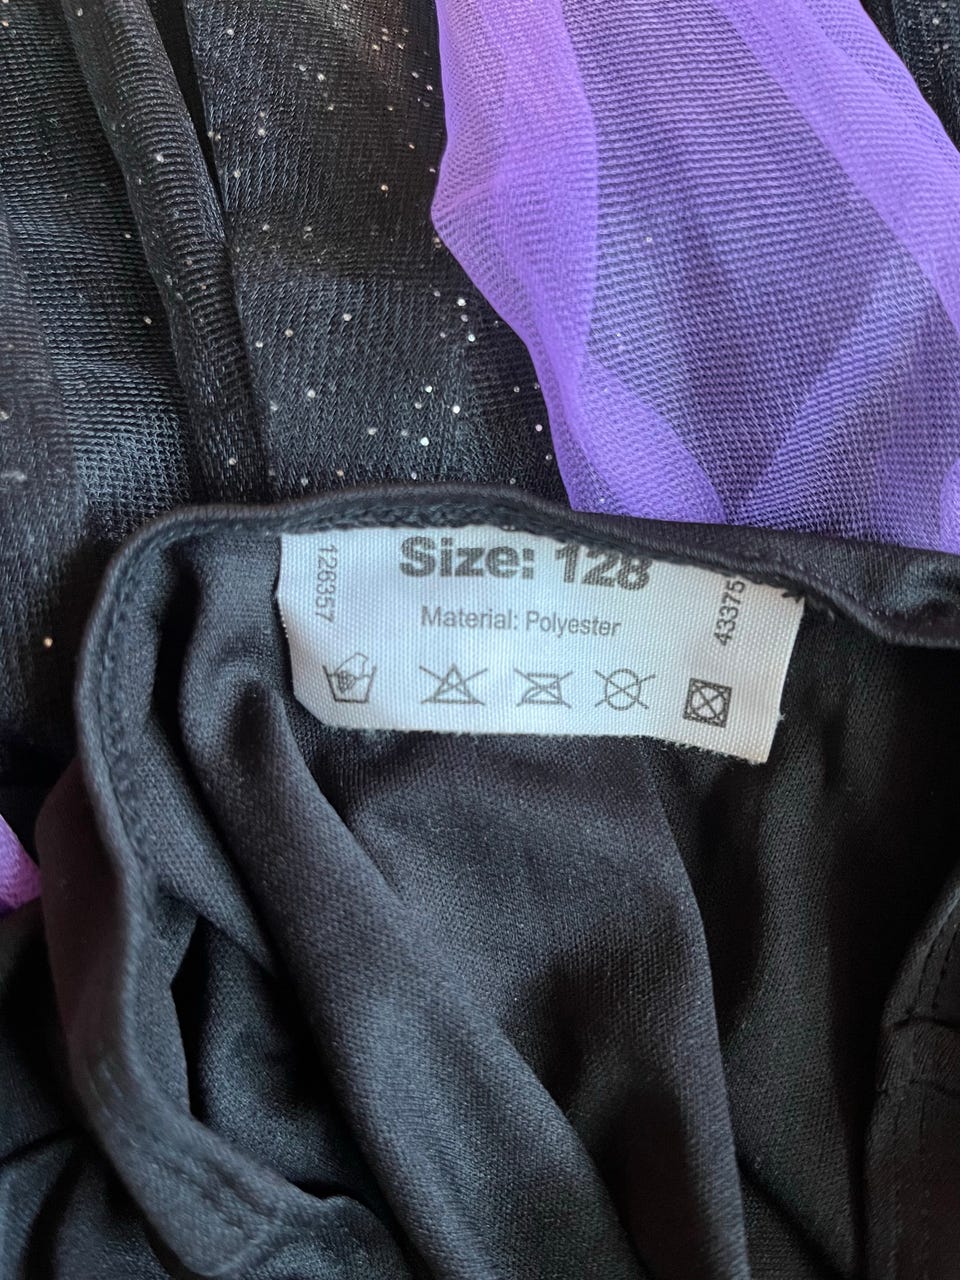 Size: 128
Material: Polyester
126357
43375